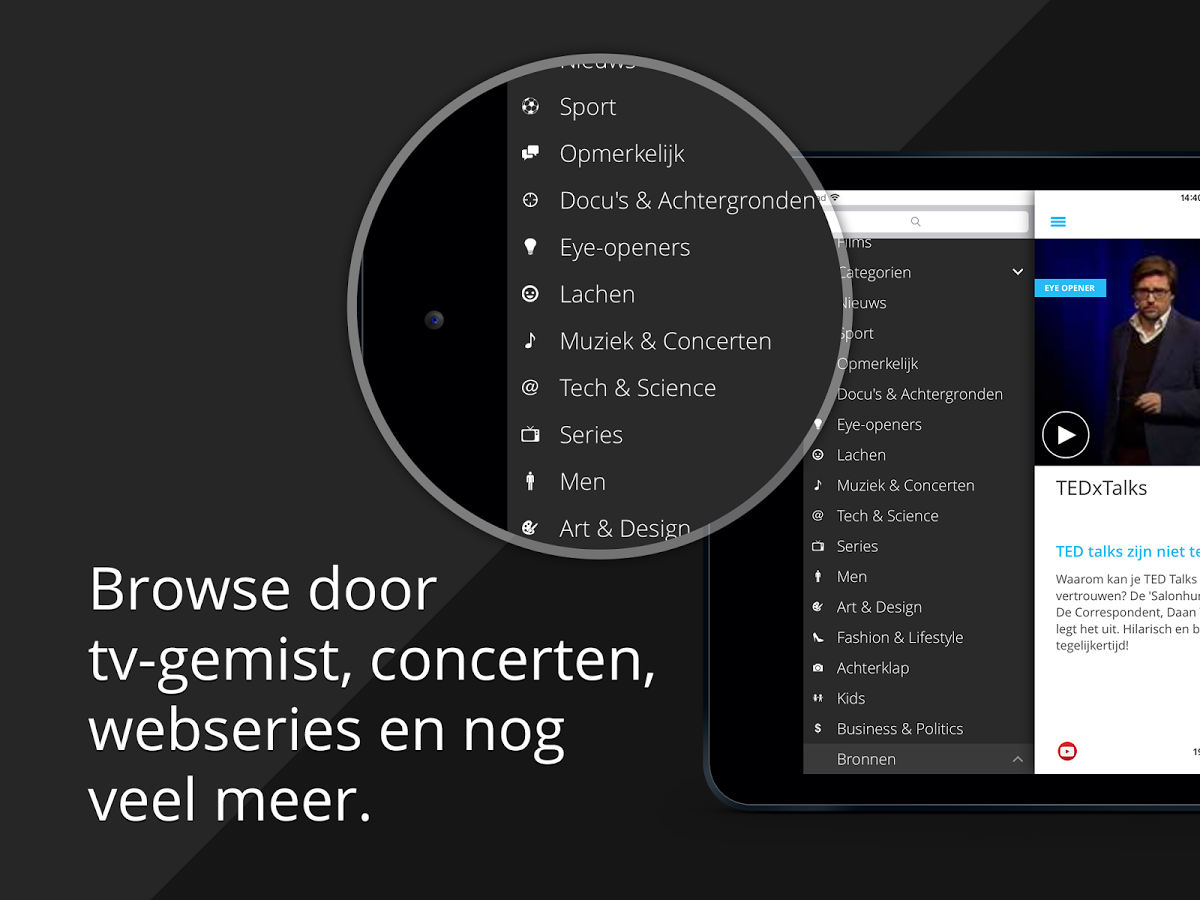 Nieuws
Sport
Opmerkelijk
Docu's & Achtergronden
Eye-openers
Lachen
Muziek & Concerten
@ Tech & Science
Series
Men
Art & Design
Browse door
tv-gemist, concerten,
webseries en nog
veel meer.
14:40
Films
Categorien
Nieuws
Sport
Opmerkelijk
Docu's & Achtergronden
Eye-openers
Lachen
Muziek & Concerten
@ Tech & Science
Series
Men
Art & Design
Fashion & Lifestyle
Achterklap
Kids
$ Business & Politics
Bronnen
EYE OPENER
TEDxTalks
TED talks zijn niet te
Waarom kan je TED Talks
vertrouwen? De 'Salonhu
De Correspondent, Daan
legt het uit. Hilarisch en b
tegelijkertijd!
19